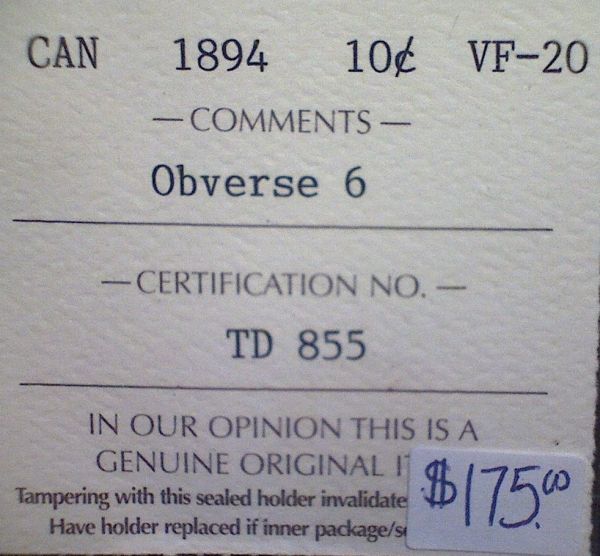 CAN 1894 10¢ VF-20
— COMMENTS —
Obverse 6
— CERTIFICATION NO. —
TD 855
IN OUR OPINION THIS IS A
GENUINE ORIGINAL
Tampering with this sealed holder invalidate
Have holder replaced if inner package/
$175.00